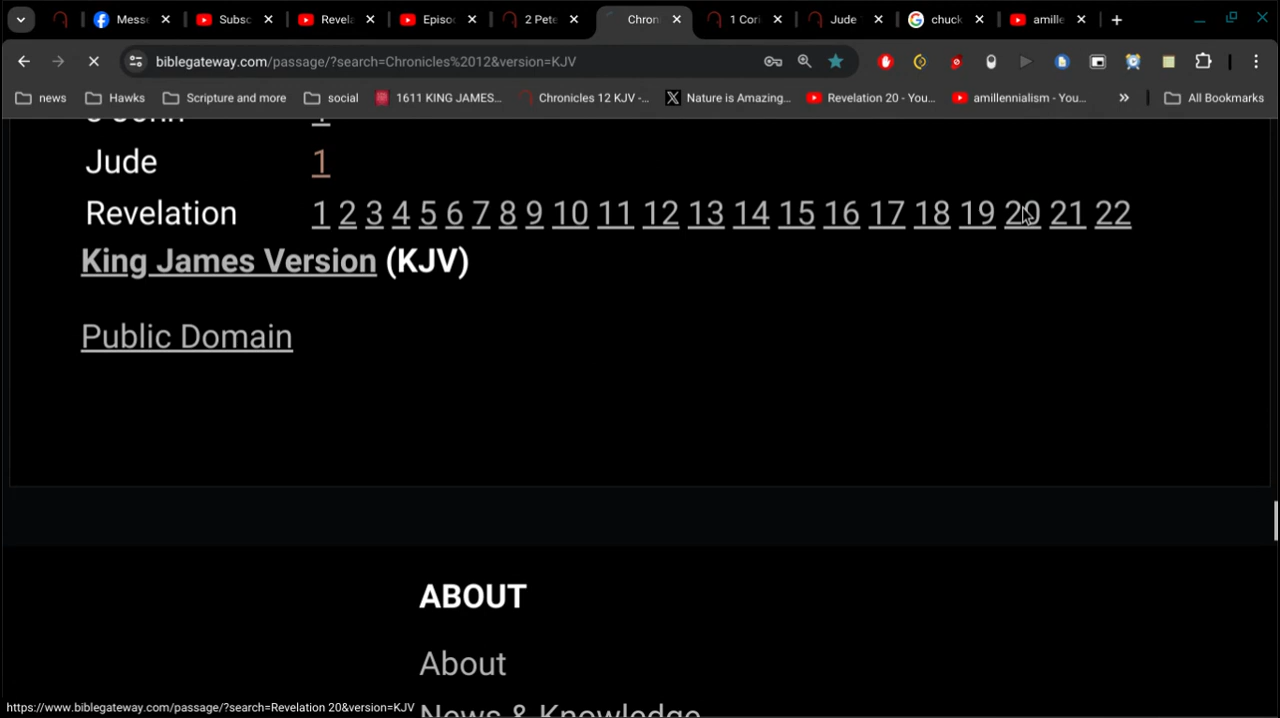 Mess Subsc Revela Episo 2 Pete Chron 1 Cori Jude chuck amille
biblegateway.com/passage/?search=Chronicles%2012&version=KJV
news Hawks Scripture and more social 1611 KING JAMES... Chronicles 12 KJV -... Nature is Amazing... Revelation 20 - You... amillennialism - You... » All Bookmarks
Jude 1
Revelation 1 2 3 4 5 6 7 8 9 10 11 12 13 14 15 16 17 18 19 20 21 22
King James Version (KJV)
Public Domain
ABOUT
About
News & Knowledge
https://www.biblegateway.com/passage/?search=Revelation 20&version=KJV